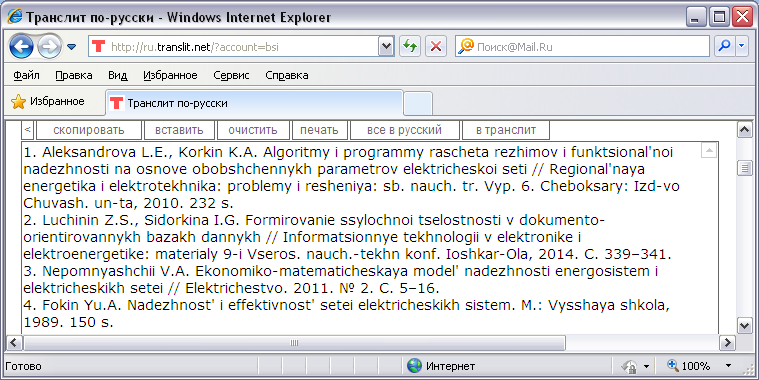 Транслит по-русски - Windows Internet Explorer
http://ru.translit.net/?account=bsi
Поиск@Mail.Ru
Файл Правка Вид Избранное Сервис Справка
Избранное
Транслит по-русски
< скопировать вставить очистить печать все в русский в транслит
1. Aleksandrova L.E., Korkin K.A. Algoritmy i programmy rascheta rezhimov i funktsional'noi
nadezhnosti na osnove obobshchennykh parametrov elektricheskoi seti // Regional'naya
energetika i elektrotekhnika: problemy i resheniya: sb. nauch. tr. Vyp. 6. Cheboksary: Izd-vo
Chuvash. un-ta, 2010. 232 s.
2. Luchinin Z.S., Sidorkina I.G. Formirovanie ssylochnoi tselostnosti v dokumento-
orientirovannykh bazakh dannykh // Informatsionnye tekhnologii v elektronike i
elektroenergetike: materialy 9-i Vseros. nauch.-tekhn konf. Ioshkar-Ola, 2014. C. 339–341.
3. Nepomnyashchii V.A. Ekonomiko-matematicheskaya model' nadezhnosti energosistem i
elektricheskikh setei // Elektrichestvo. 2011. № 2. C. 5–16.
4. Fokin Yu.A. Nadezhnost' i effektivnost' setei elektricheskikh sistem. M.: Vysshaya shkola,
1989. 150 s.
Готово Интернет 100%